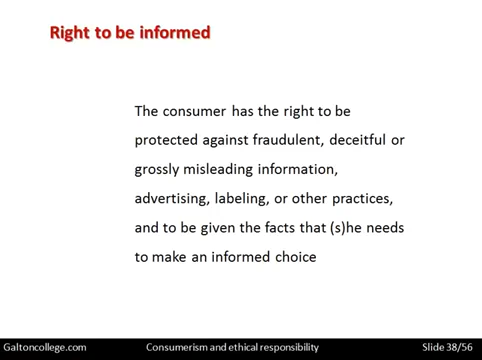 Right to be informed
The consumer has the right to be
protected against fraudulent, deceitful or
grossly misleading information,
advertising, labeling, or other practices,
and to be given the facts that (s)he needs
to make an informed choice
Galtoncollege.com Consumerism and ethical responsibility Slide 38/56